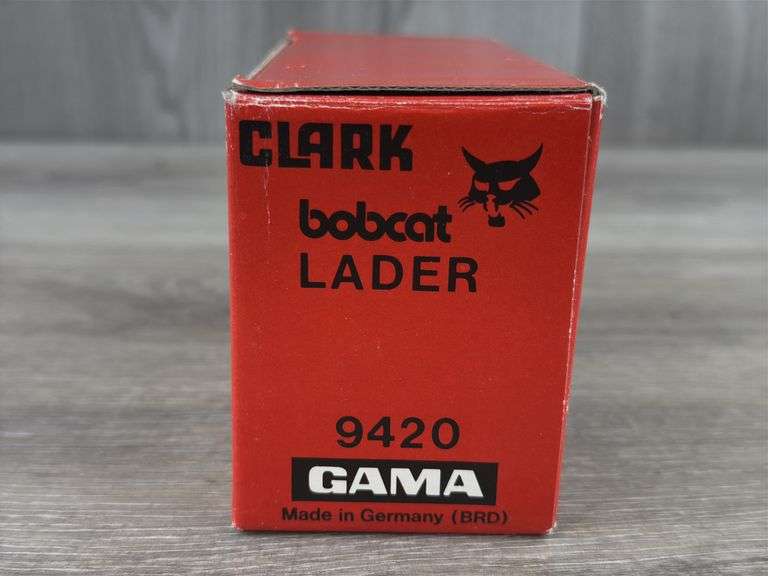 CLARK
bobcat
LADER
9420
GAMA
Made in Germany (BRD)